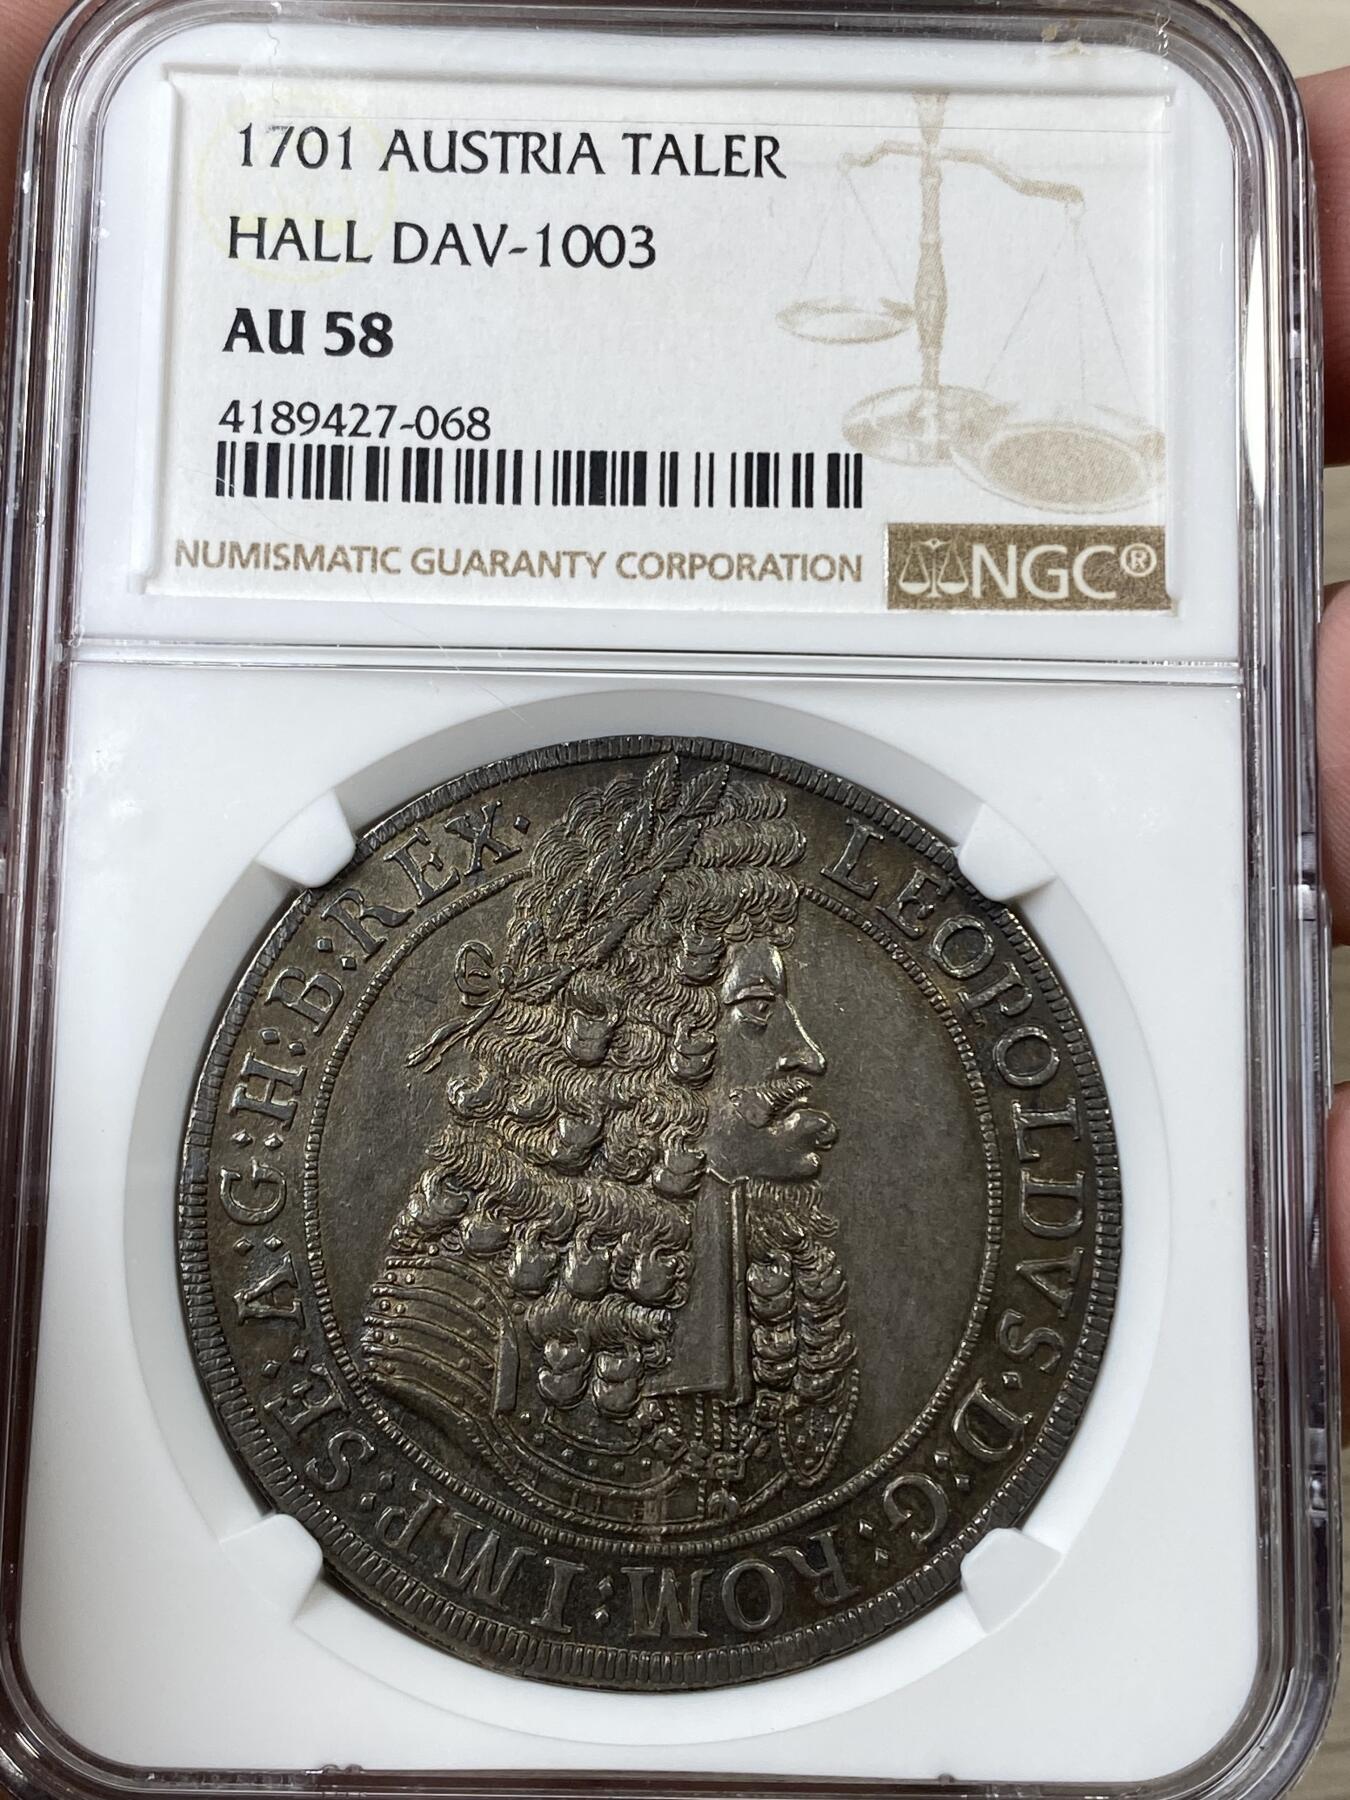 1701 AUSTRIA TALER
HALL DAV-1003
AU 58
4189427-068
NUMISMATIC GUARANTY CORPORATION
NGC®
LEOPOLDVS·D:G:ROM:IMP:SE:A:G:H:B:REX·